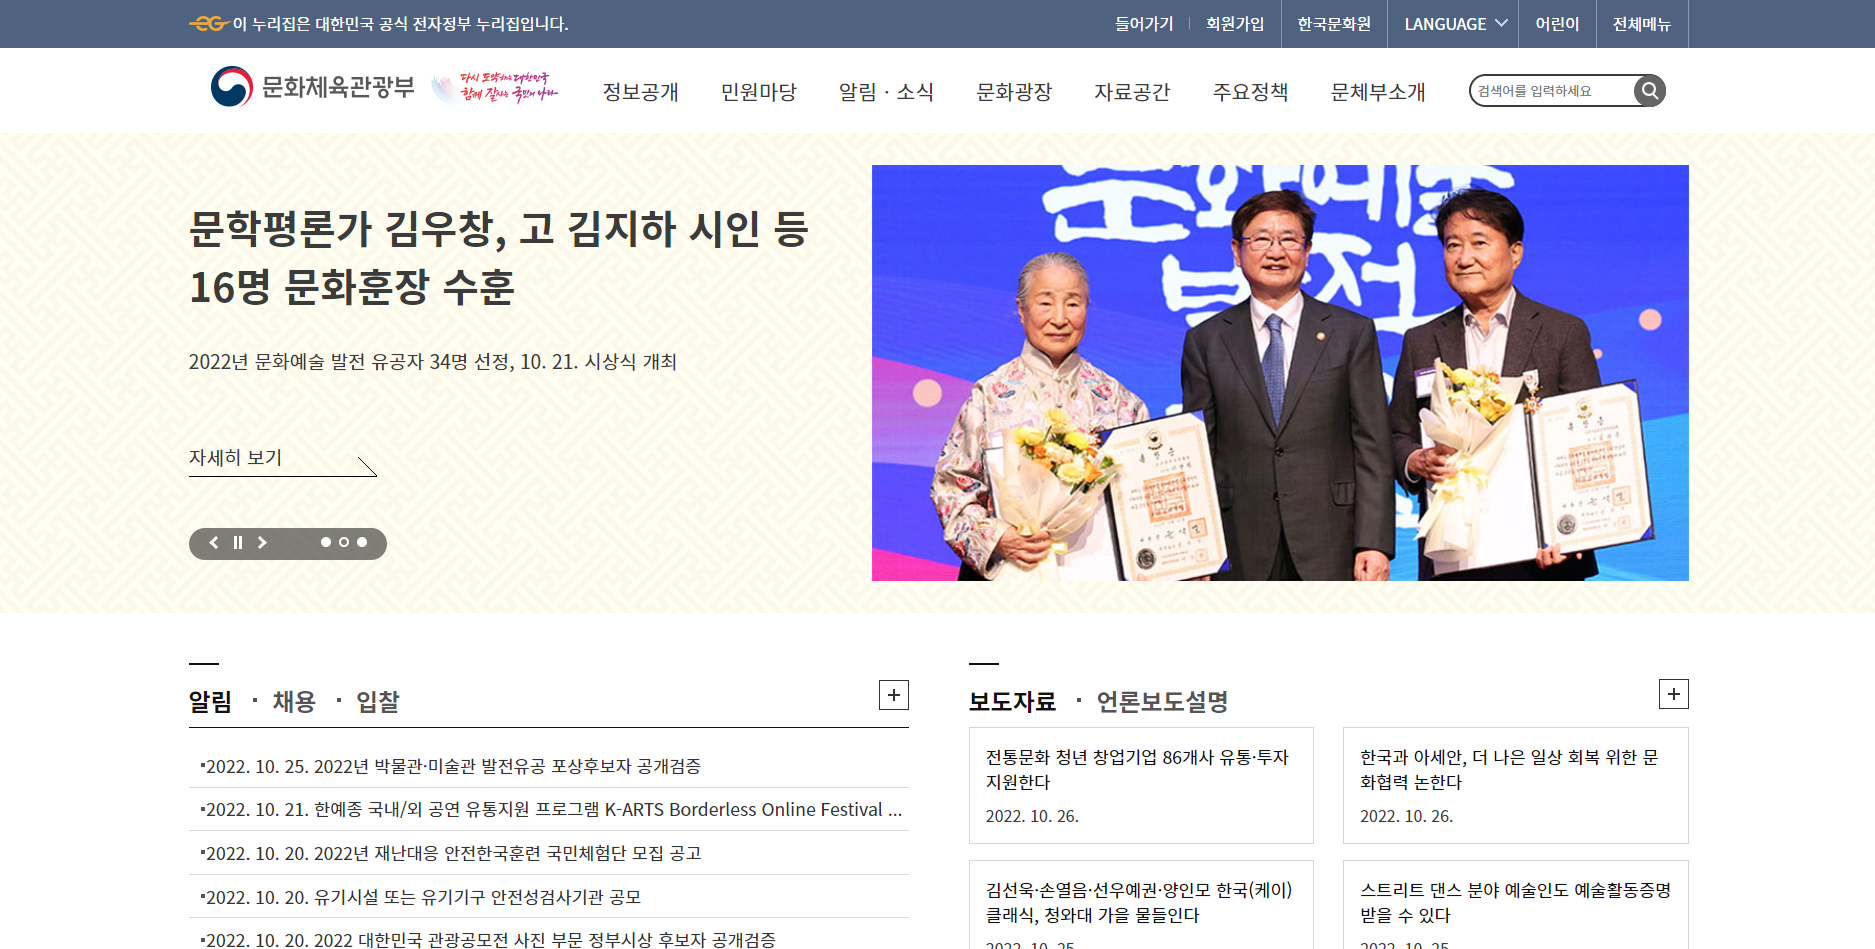 이 누리집은 대한민국 공식 전자정부 누리집입니다.
들어가기 회원가입 한국문화원 LANGUAGE 어린이 전체메뉴
문화체육관광부
다시 도약하는 대한민국
함께 잘사는 국민의 나라
정보공개 민원마당 알림 · 소식 문화광장 자료공간 주요정책 문체부소개
검색어를 입력하세요
문학평론가 김우창, 고 김지하 시인 등
16명 문화훈장 수훈
2022년 문화예술 발전 유공자 34명 선정, 10. 21. 시상식 개최
자세히 보기
문화예술
발전
훈장증
알림 · 채용 · 입찰
2022. 10. 25. 2022년 박물관·미술관 발전유공 포상후보자 공개검증
2022. 10. 21. 한예종 국내/외 공연 유통지원 프로그램 K-ARTS Borderless Online Festival ...
2022. 10. 20. 2022년 재난대응 안전한국훈련 국민체험단 모집 공고
2022. 10. 20. 유기시설 또는 유기기구 안전성검사기관 공모
2022. 10. 20. 2022 대한민국 관광공모전 사진 부문 정부시상 후보자 공개검증
보도자료 · 언론보도설명
전통문화 청년 창업기업 86개사 유통·투자
지원한다
2022. 10. 26.
한국과 아세안, 더 나은 일상 회복 위한 문
화협력 논한다
2022. 10. 26.
김선욱·손열음·선우예권·양인모 한국(케이)
클래식, 청와대 가을 물들인다
2022. 10. 25.
스트리트 댄스 분야 예술인도 예술활동증명
받을 수 있다
2022. 10. 25.